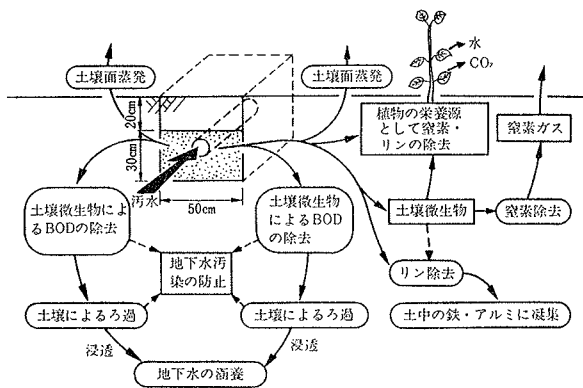 水
CO₂
土壌面蒸発
土壌面蒸発
植物の栄養源
として窒素・
リンの除去
窒素ガス
20cm
30cm
汚水
50cm
土壌微生物によ
るBODの除去
土壌微生物
によるBOD
の除去
土壌微生物
窒素除去
地下水汚
染の防止
リン除去
土壌によるろ過
土壌によるろ過
土中の鉄・アルミに凝集
浸透
浸透
地下水の涵養